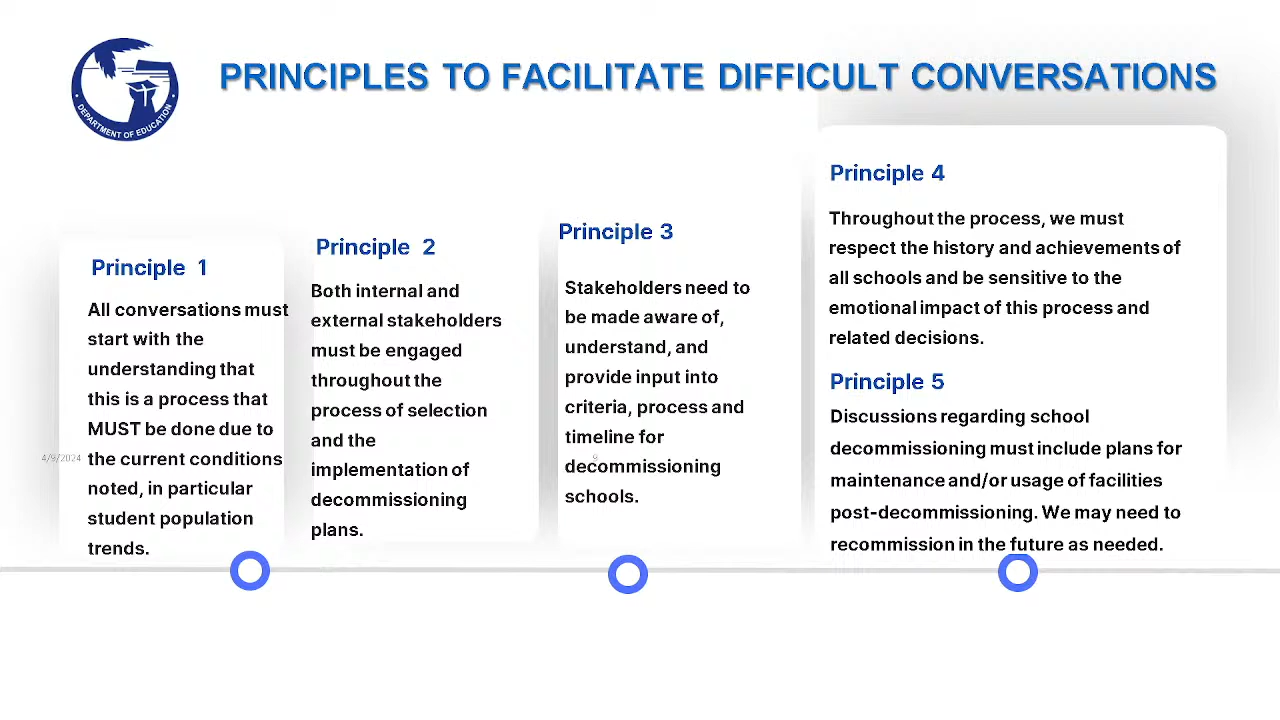 PRINCIPLES TO FACILITATE DIFFICULT CONVERSATIONS
DEPARTMENT OF EDUCATION
Principle 1
All conversations must
start with the
understanding that
this is a process that
MUST be done due to
the current conditions
noted, in particular
student population
trends.
4/9/2024
Principle 2
Both internal and
external stakeholders
must be engaged
throughout the
process of selection
and the
implementation of
decommissioning
plans.
Principle 3
Stakeholders need to
be made aware of,
understand, and
provide input into
criteria, process and
timeline for
decommissioning
schools.
Principle 4
Throughout the process, we must
respect the history and achievements of
all schools and be sensitive to the
emotional impact of this process and
related decisions.
Principle 5
Discussions regarding school
decommissioning must include plans for
maintenance and/or usage of facilities
post-decommissioning. We may need to
recommission in the future as needed.